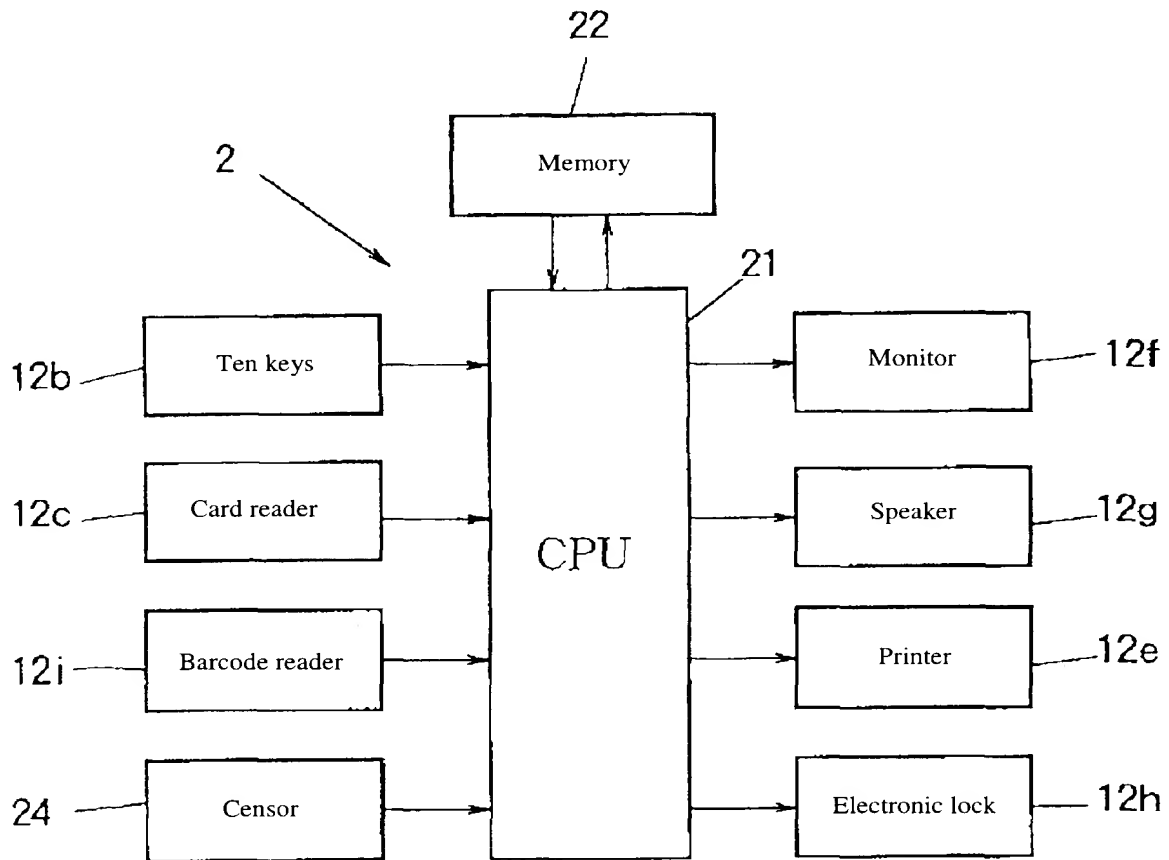 22
Memory
2
21
Ten keys
Monitor
12b
12f
Card reader
Speaker
12c
12g
CPU
Barcode reader
Printer
12i
12e
Censor
Electronic lock
24
12h